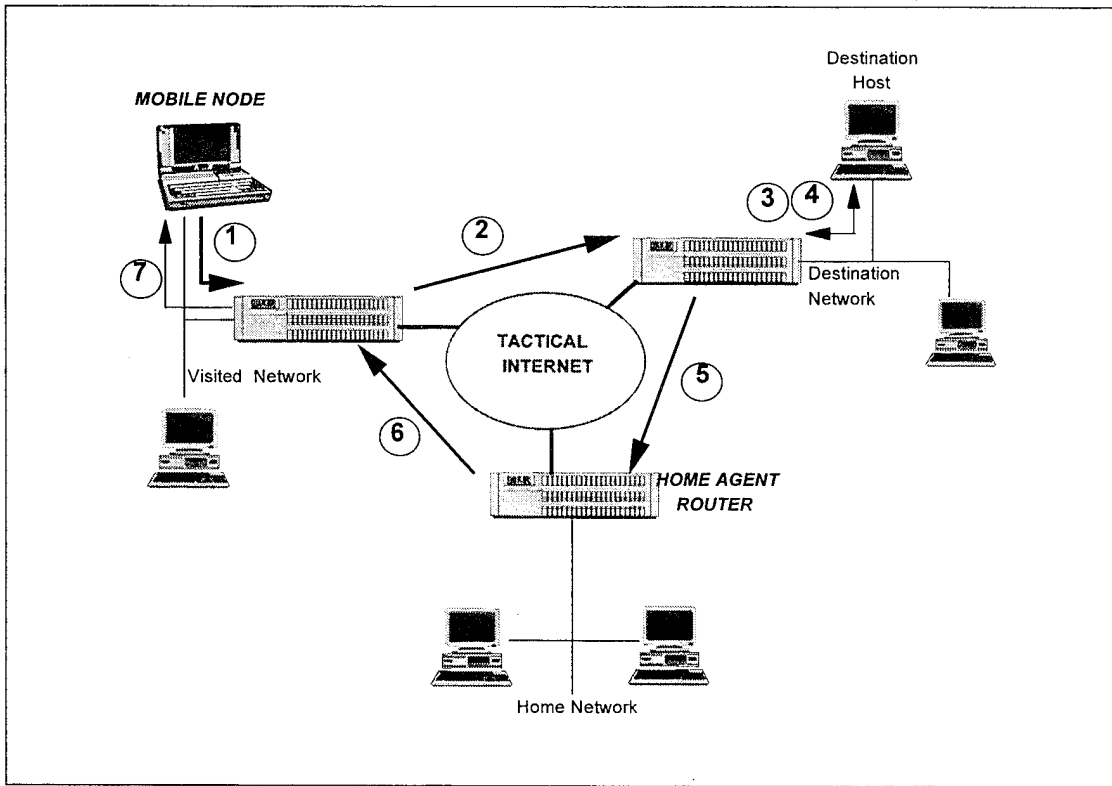 Destination
Host
MOBILE NODE
3
4
2
1
7
Destination
Network
TACTICAL
INTERNET
Visited Network
5
6
HOME AGENT
ROUTER
Home Network